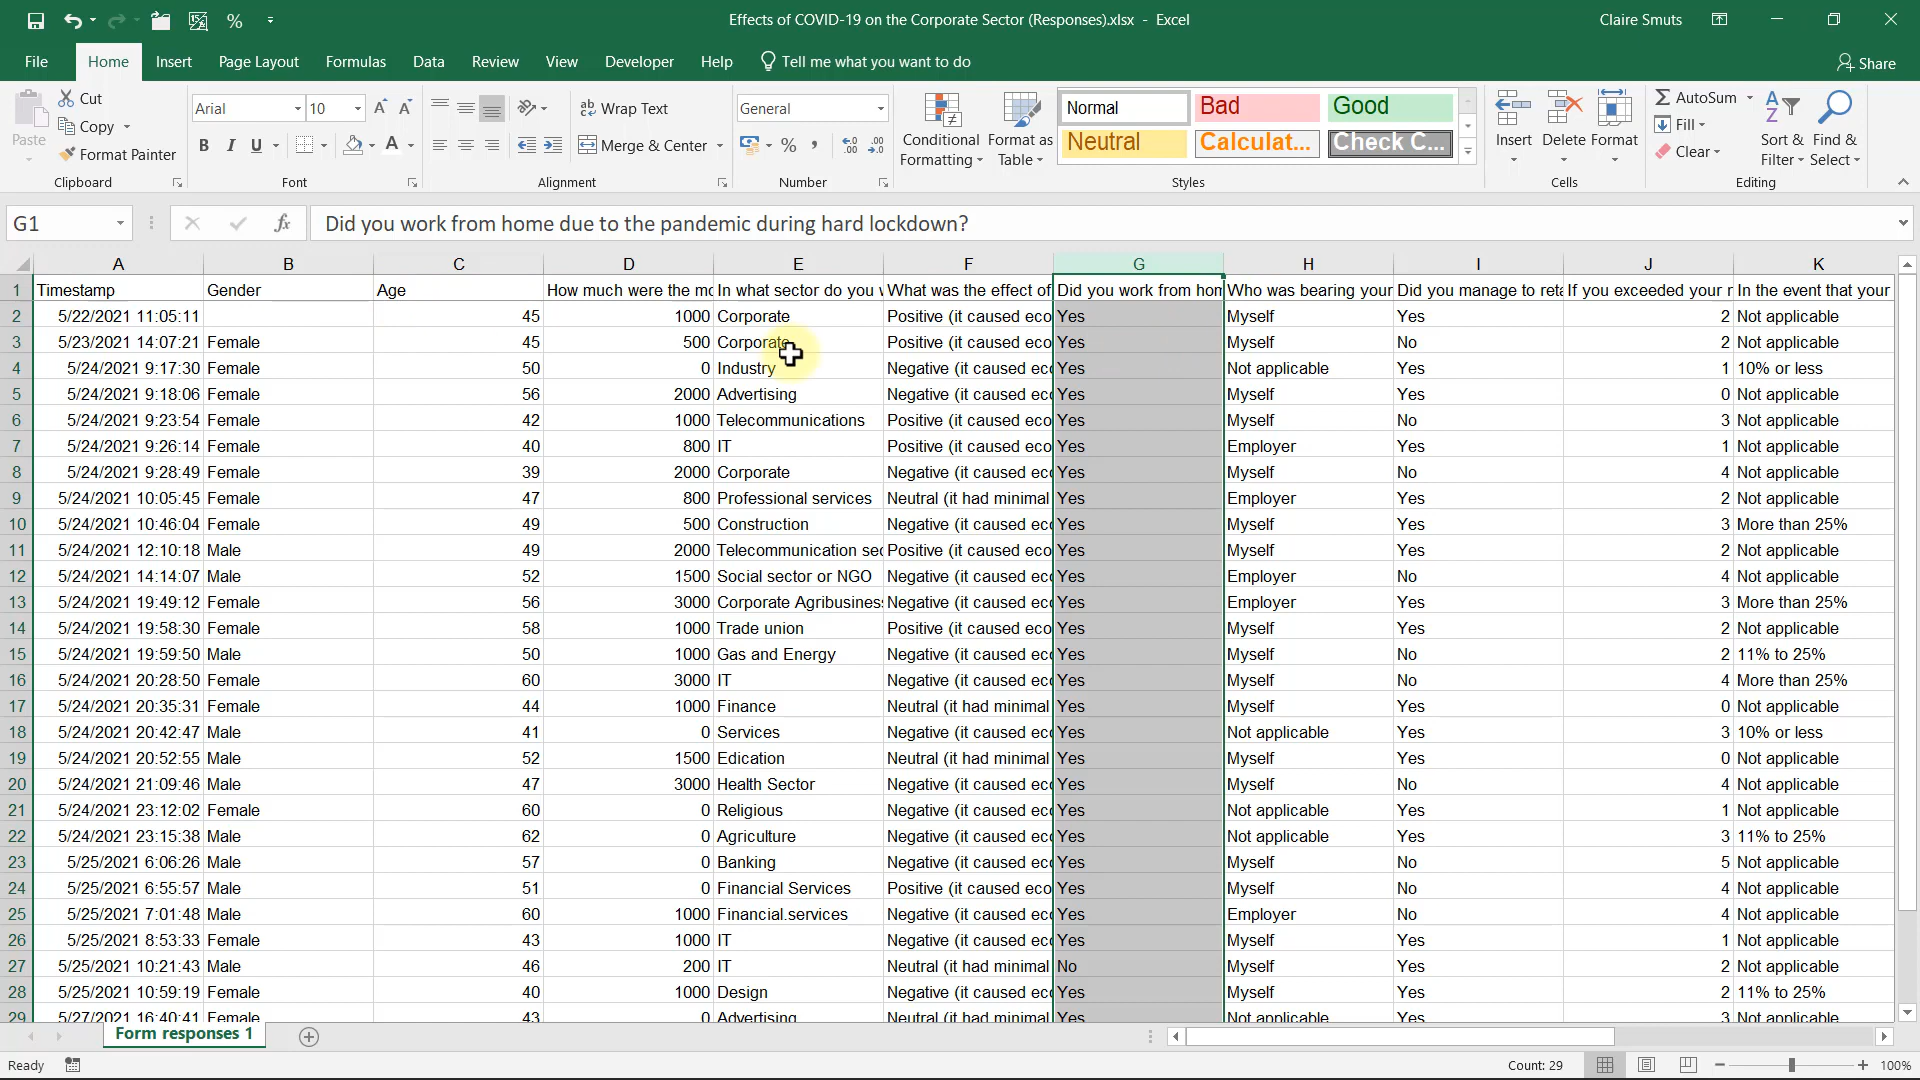 Effects of COVID-19 on the Corporate Sector (Responses).xlsx - Excel
Claire Smuts
File Home Insert Page Layout Formulas Data Review View Developer Help Tell me what you want to do Share
Paste Cut Copy Format Painter Clipboard
Arial 10 B I U A Font
Wrap Text Merge & Center Alignment
General % , Number
Conditional Formatting Format as Table
Normal Bad Good
Neutral Calculat... Check C...
Styles
Insert Delete Format Cells
AutoSum Fill Clear Sort & Filter Find & Select Editing
G1 fx Did you work from home due to the pandemic during hard lockdown?
A B C D E F G H I J K
1 Timestamp Gender Age How much were the mo In what sector do you w What was the effect of Did you work from hom Who was bearing your Did you manage to reta If you exceeded your r In the event that your
2 5/22/2021 11:05:11 45 1000 Corporate Positive (it caused eco Yes Myself Yes 2 Not applicable
3 5/23/2021 14:07:21 Female 45 500 Corporate Positive (it caused eco Yes Myself No 2 Not applicable
4 5/24/2021 9:17:30 Female 50 0 Industry Negative (it caused ec Yes Not applicable Yes 1 10% or less
5 5/24/2021 9:18:06 Female 56 2000 Advertising Negative (it caused ec Yes Myself Yes 0 Not applicable
6 5/24/2021 9:23:54 Female 42 1000 Telecommunications Positive (it caused eco Yes Myself No 3 Not applicable
7 5/24/2021 9:26:14 Female 40 800 IT Positive (it caused eco Yes Employer Yes 1 Not applicable
8 5/24/2021 9:28:49 Female 39 2000 Corporate Negative (it caused ec Yes Myself No 4 Not applicable
9 5/24/2021 10:05:45 Female 47 800 Professional services Neutral (it had minimal Yes Employer Yes 2 Not applicable
10 5/24/2021 10:46:04 Female 49 500 Construction Negative (it caused ec Yes Myself Yes 3 More than 25%
11 5/24/2021 12:10:18 Male 49 2000 Telecommunication sec Positive (it caused eco Yes Myself Yes 2 Not applicable
12 5/24/2021 14:14:07 Male 52 1500 Social sector or NGO Negative (it caused ec Yes Employer No 4 Not applicable
13 5/24/2021 19:49:12 Female 56 3000 Corporate Agribusiness Negative (it caused ec Yes Employer Yes 3 More than 25%
14 5/24/2021 19:58:30 Female 58 1000 Trade union Positive (it caused eco Yes Myself Yes 2 Not applicable
15 5/24/2021 19:59:50 Male 50 1000 Gas and Energy Negative (it caused ec Yes Myself No 2 11% to 25%
16 5/24/2021 20:28:50 Female 60 3000 IT Negative (it caused ec Yes Myself No 4 More than 25%
17 5/24/2021 20:35:31 Female 44 1000 Finance Neutral (it had minimal Yes Myself Yes 0 Not applicable
18 5/24/2021 20:42:47 Female 41 0 Services Negative (it caused ec Yes Not applicable Yes 3 10% or less
19 5/24/2021 20:52:55 Male 52 1500 Edication Neutral (it had minimal Yes Myself Yes 0 Not applicable
20 5/24/2021 21:09:46 Male 47 3000 Health Sector Negative (it caused ec Yes Myself No 4 Not applicable
21 5/24/2021 23:12:02 Female 60 0 Religious Negative (it caused ec Yes Not applicable Yes 1 Not applicable
22 5/24/2021 23:15:38 Male 62 0 Agriculture Negative (it caused ec Yes Not applicable Yes 3 11% to 25%
23 5/25/2021 6:06:26 Male 57 0 Banking Negative (it caused ec Yes Myself No 5 Not applicable
24 5/25/2021 6:55:57 Male 51 0 Financial Services Positive (it caused eco Yes Myself No 4 Not applicable
25 5/25/2021 7:01:48 Male 60 1000 Financial.services Negative (it caused ec Yes Employer No 4 Not applicable
26 5/25/2021 8:53:33 Female 43 1000 IT Negative (it caused ec Yes Myself Yes 1 Not applicable
27 5/25/2021 10:21:43 Male 46 200 IT Neutral (it had minimal No Myself Yes 2 Not applicable
28 5/25/2021 10:59:19 Female 40 1000 Design Negative (it caused ec Yes Myself Yes 2 11% to 25%
29 5/27/2021 16:40:41 Female 43 0 Advertising Neutral (it had minimal Yes Not applicable Yes 3 Not applicable
Form responses 1
Ready Count: 29 100%